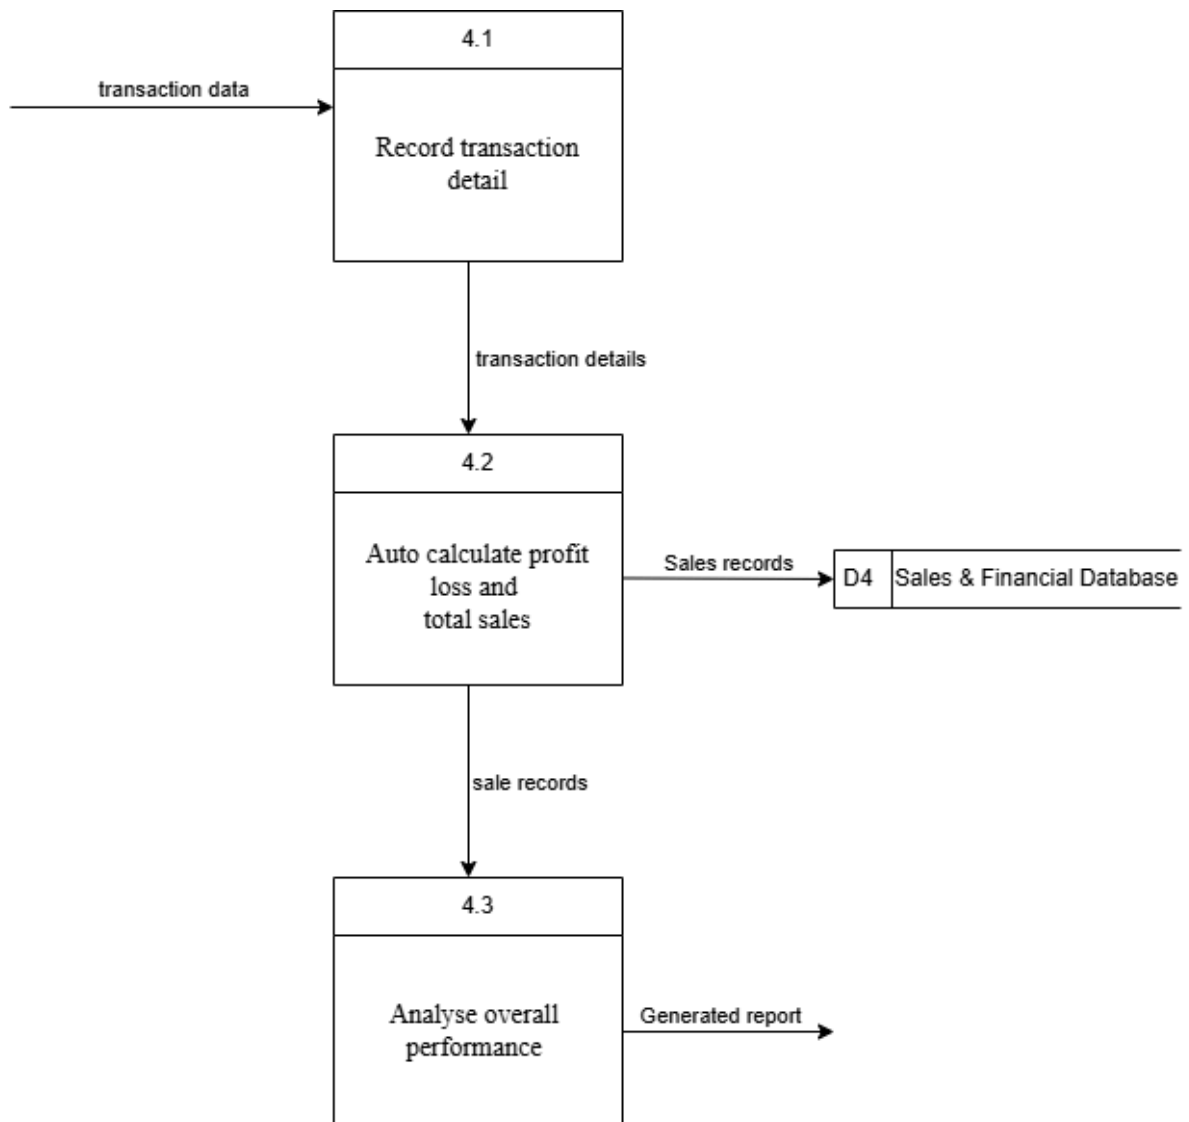 4.1
transaction data
Record transaction
detail
transaction details
4.2
Auto calculate profit
loss and
total sales
Sales records
D4 Sales & Financial Database
sale records
4.3
Analyse overall
performance
Generated report